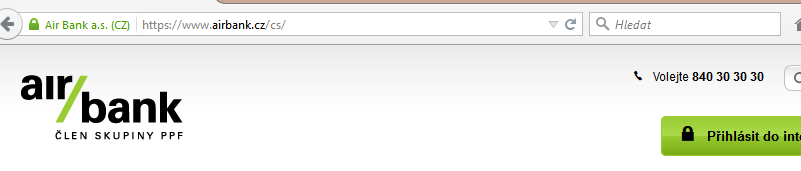 Air Bank a.s. (CZ) https://www.airbank.cz/cs/ Hledat
Volejte 840 30 30 30
air bank
ČLEN SKUPINY PPF
Přihlásit do